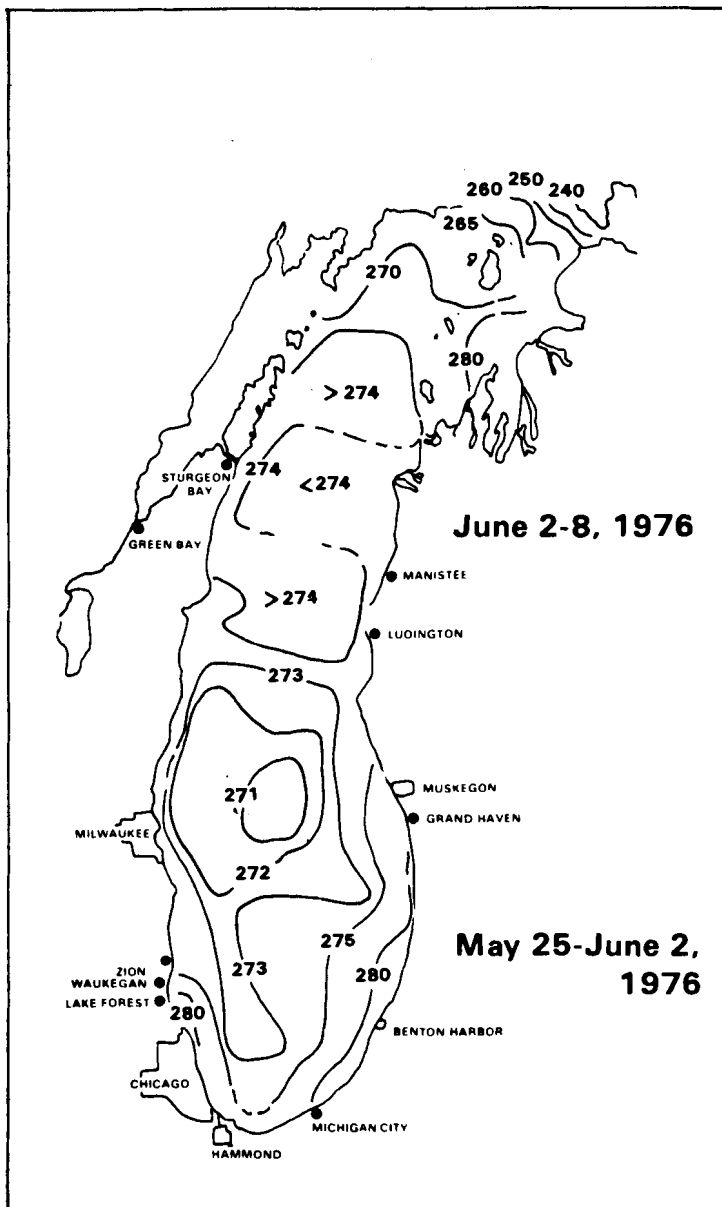 250
260
240
265
270
280
> 274
274
STURGEON
BAY
< 274
June 2-8, 1976
GREEN BAY
MANISTEE
> 274
LUDINGTON
273
271
MUSKEGON
GRAND HAVEN
MILWAUKEE
272
275
May 25-June 2,
1976
273
280
ZION
WAUKEGAN
LAKE FOREST
280
BENTON HARBOR
CHICAGO
MICHIGAN CITY
HAMMOND